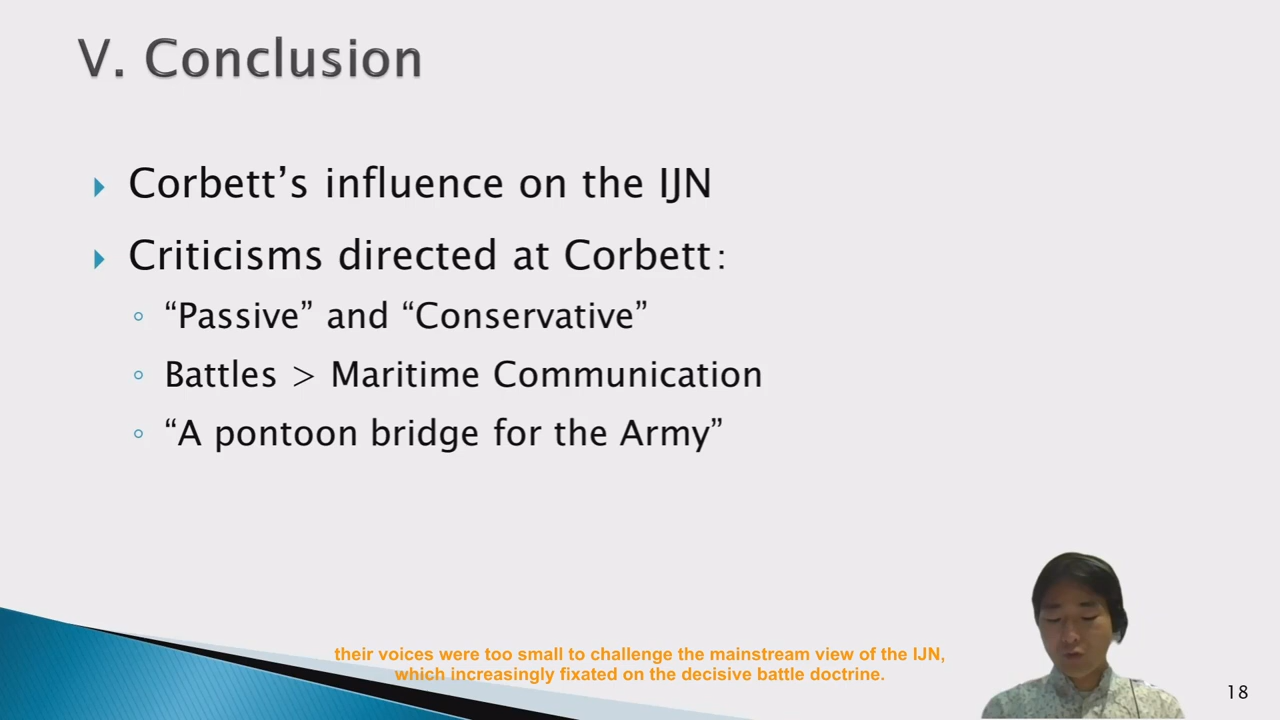 V. Conclusion
Corbett’s influence on the IJN
Criticisms directed at Corbett:
“Passive” and “Conservative”
Battles > Maritime Communication
“A pontoon bridge for the Army”
their voices were too small to challenge the mainstream view of the IJN,
which increasingly fixated on the decisive battle doctrine.
18